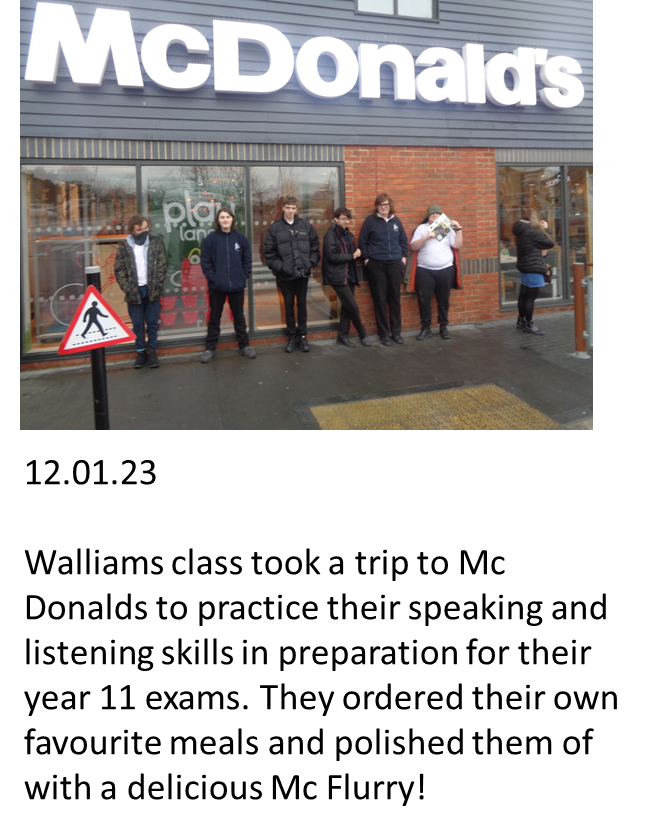 McDonald's
play
land
12.01.23
Walliams class took a trip to Mc
Donalds to practice their speaking and
listening skills in preparation for their
year 11 exams. They ordered their own
favourite meals and polished them of
with a delicious Mc Flurry!